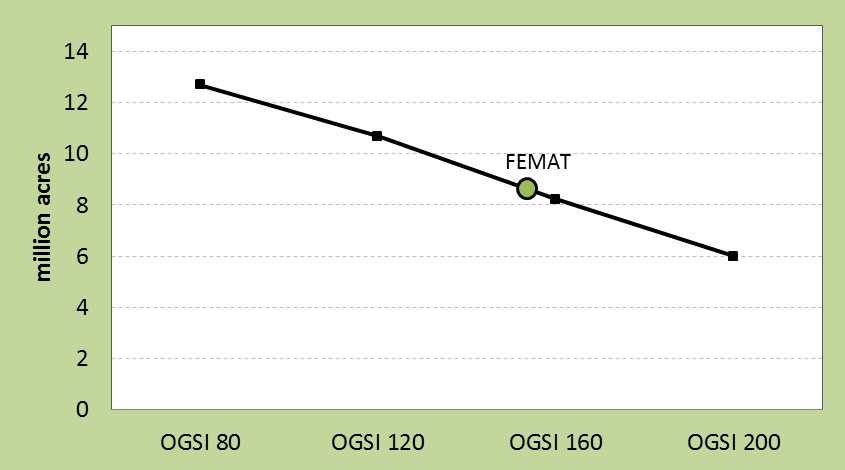 14
12
10
8
6
4
2
0
million acres
FEMAT
OGSI 80
OGSI 120
OGSI 160
OGSI 200